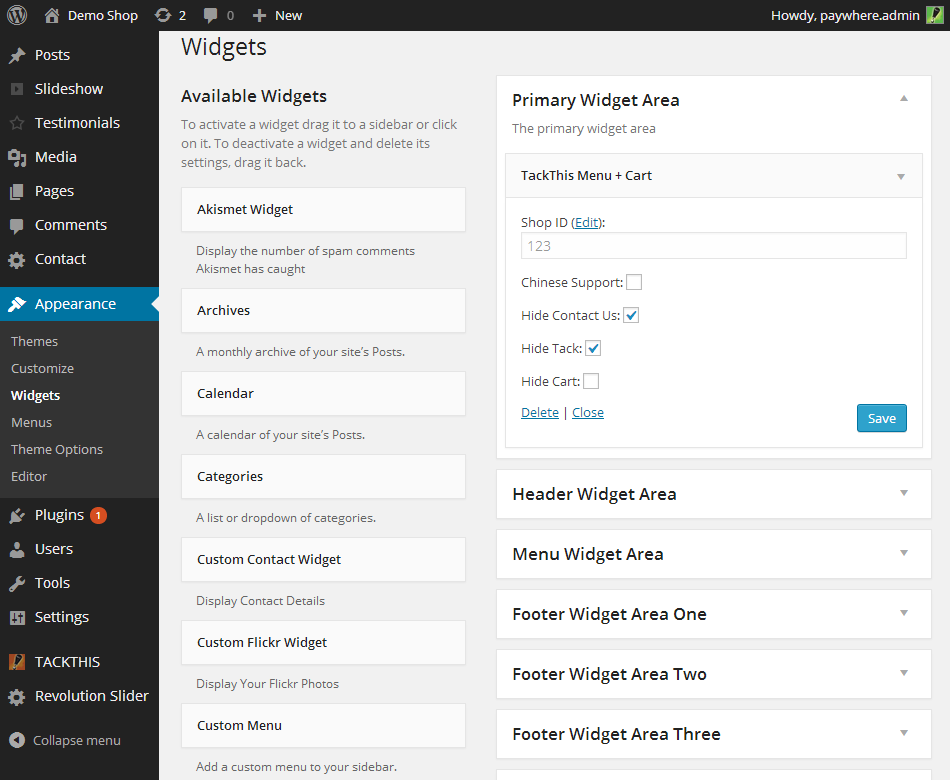 Demo Shop 2 0 New Howdy, paywhere.admin
Posts
Slideshow
Testimonials
Media
Pages
Comments
Contact
Appearance
Themes
Customize
Widgets
Menus
Theme Options
Editor
Plugins 1
Users
Tools
Settings
TACKTHIS
Revolution Slider
Collapse menu
Widgets
Available Widgets
To activate a widget drag it to a sidebar or click
on it. To deactivate a widget and delete its
settings, drag it back.
Akismet Widget
Display the number of spam comments
Akismet has caught
Archives
A monthly archive of your site’s Posts.
Calendar
A calendar of your site’s Posts.
Categories
A list or dropdown of categories.
Custom Contact Widget
Display Contact Details
Custom Flickr Widget
Display Your Flickr Photos
Custom Menu
Add a custom menu to your sidebar.
Primary Widget Area
The primary widget area
TackThis Menu + Cart
Shop ID (Edit):
123
Chinese Support:
Hide Contact Us:
Hide Tack:
Hide Cart:
Delete | Close
Save
Header Widget Area
Menu Widget Area
Footer Widget Area One
Footer Widget Area Two
Footer Widget Area Three